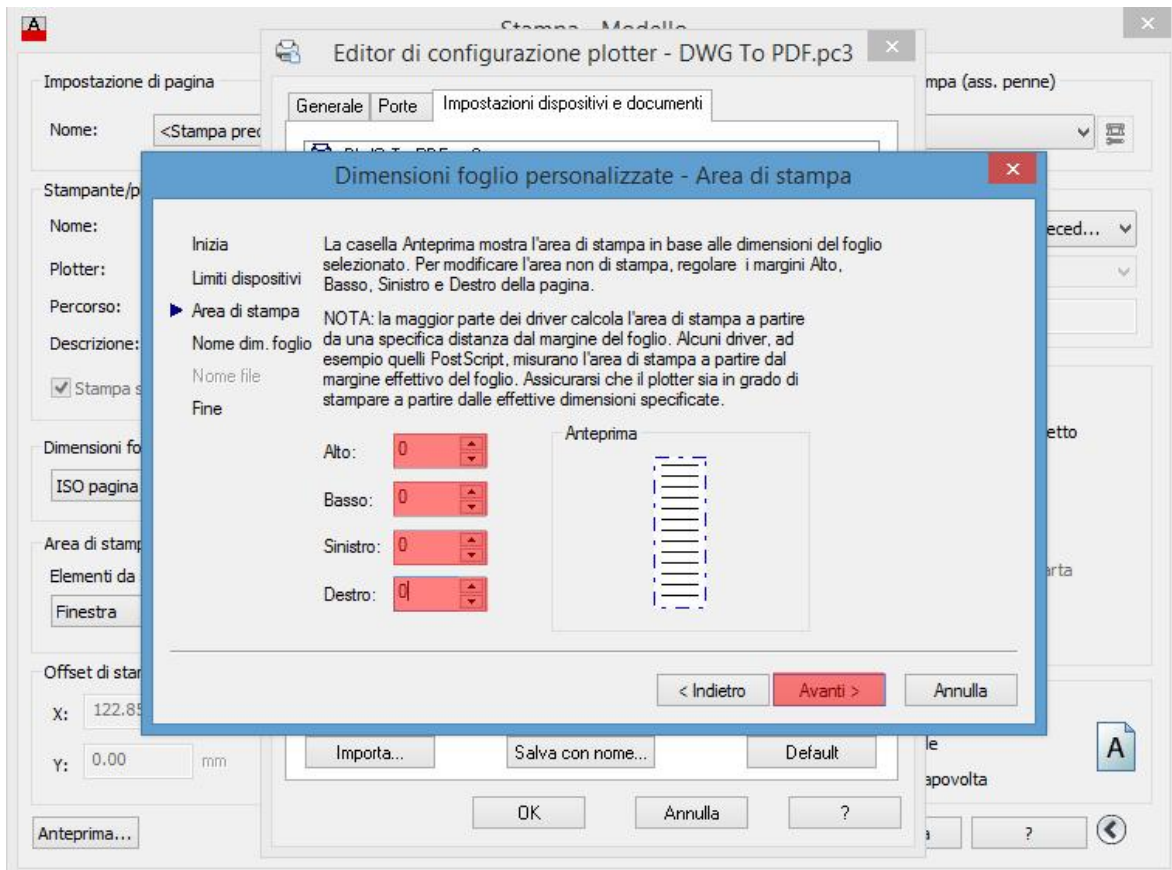 A
Stampa - Modello
Editor di configurazione plotter - DWG To PDF.pc3
Impostazione di pagina
Generale
Porte
Impostazioni dispositivi e documenti
mpa (ass. penne)
Nome:
<Stampa prec
Dimensioni foglio personalizzate - Area di stampa
Stampante/p
Nome:
eced...
Plotter:
Percorso:
Descrizione:
Stampa s
Inizia
Limiti dispositivi
Area di stampa
Nome dim. foglio
Nome file
Fine
La casella Anteprima mostra l'area di stampa in base alle dimensioni del foglio
selezionato. Per modificare l'area non di stampa, regolare i margini Alto,
Basso, Sinistro e Destro della pagina.
NOTA: la maggior parte dei driver calcola l'area di stampa a partire
da una specifica distanza dal margine del foglio. Alcuni driver, ad
esempio quelli PostScript, misurano l'area di stampa a partire dal
margine effettivo del foglio. Assicurarsi che il plotter sia in grado di
stampare a partire dalle effettive dimensioni specificate.
Alto: 0
Basso: 0
Sinistro: 0
Destro: 0
Anteprima
etto
Dimensioni fo
ISO pagina
Area di stamp
Elementi da
Finestra
arta
< Indietro
Avanti >
Annulla
Offset di star
X: 122.85
Y: 0.00 mm
Importa...
Salva con nome...
Default
le
A
apovolta
OK
Annulla
?
Anteprima...
a
?